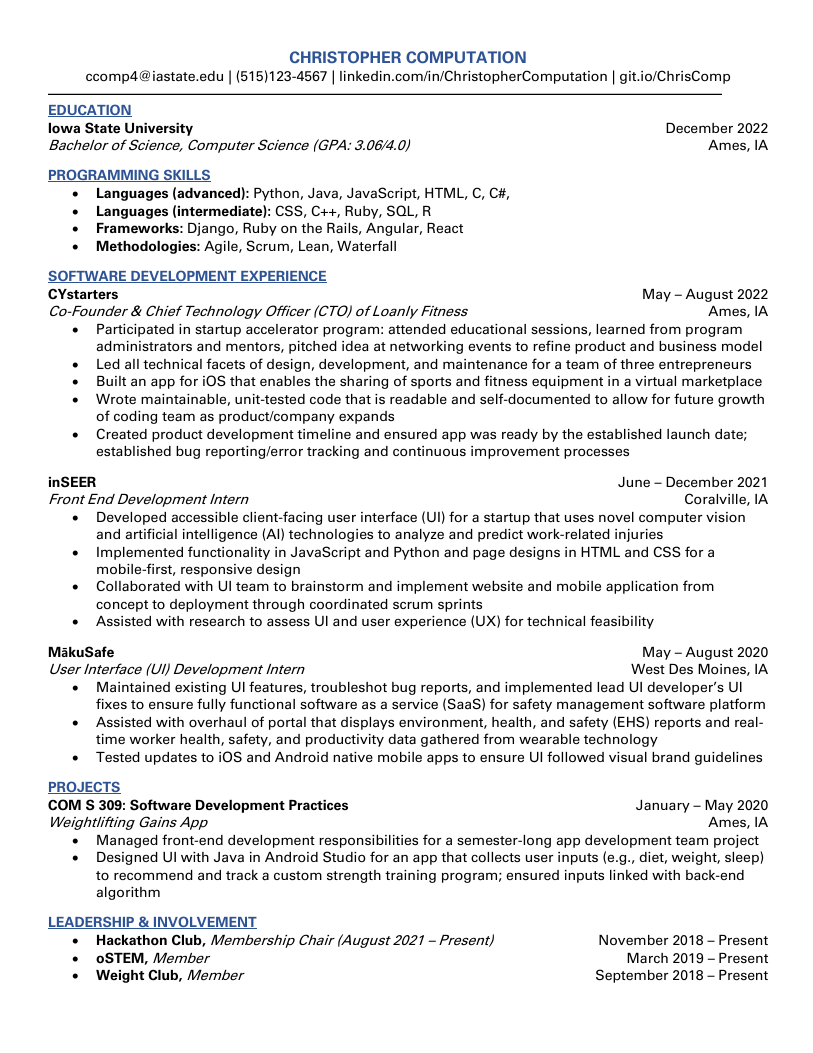 CHRISTOPHER COMPUTATION
ccomp4@iastate.edu | (515)123-4567 | linkedin.com/in/ChristopherComputation | git.io/ChrisComp
EDUCATION
Iowa State University December 2022
Bachelor of Science, Computer Science (GPA: 3.06/4.0) Ames, IA
PROGRAMMING SKILLS
• Languages (advanced): Python, Java, JavaScript, HTML, C, C#,
• Languages (intermediate): CSS, C++, Ruby, SQL, R
• Frameworks: Django, Ruby on the Rails, Angular, React
• Methodologies: Agile, Scrum, Lean, Waterfall
SOFTWARE DEVELOPMENT EXPERIENCE
CYstarters May – August 2022
Co-Founder & Chief Technology Officer (CTO) of Loanly Fitness Ames, IA
• Participated in startup accelerator program: attended educational sessions, learned from program
administrators and mentors, pitched idea at networking events to refine product and business model
• Led all technical facets of design, development, and maintenance for a team of three entrepreneurs
• Built an app for iOS that enables the sharing of sports and fitness equipment in a virtual marketplace
• Wrote maintainable, unit-tested code that is readable and self-documented to allow for future growth
of coding team as product/company expands
• Created product development timeline and ensured app was ready by the established launch date;
established bug reporting/error tracking and continuous improvement processes
inSEER June – December 2021
Front End Development Intern Coralville, IA
• Developed accessible client-facing user interface (UI) for a startup that uses novel computer vision
and artificial intelligence (AI) technologies to analyze and predict work-related injuries
• Implemented functionality in JavaScript and Python and page designs in HTML and CSS for a
mobile-first, responsive design
• Collaborated with UI team to brainstorm and implement website and mobile application from
concept to deployment through coordinated scrum sprints
• Assisted with research to assess UI and user experience (UX) for technical feasibility
MākuSafe May – August 2020
User Interface (UI) Development Intern West Des Moines, IA
• Maintained existing UI features, troubleshot bug reports, and implemented lead UI developer’s UI
fixes to ensure fully functional software as a service (SaaS) for safety management software platform
• Assisted with overhaul of portal that displays environment, health, and safety (EHS) reports and real-
time worker health, safety, and productivity data gathered from wearable technology
• Tested updates to iOS and Android native mobile apps to ensure UI followed visual brand guidelines
PROJECTS
COM S 309: Software Development Practices January – May 2020
Weightlifting Gains App Ames, IA
• Managed front-end development responsibilities for a semester-long app development team project
• Designed UI with Java in Android Studio for an app that collects user inputs (e.g., diet, weight, sleep)
to recommend and track a custom strength training program; ensured inputs linked with back-end
algorithm
LEADERSHIP & INVOLVEMENT
• Hackathon Club, Membership Chair (August 2021 – Present) November 2018 – Present
• oSTEM, Member March 2019 – Present
• Weight Club, Member September 2018 – Present